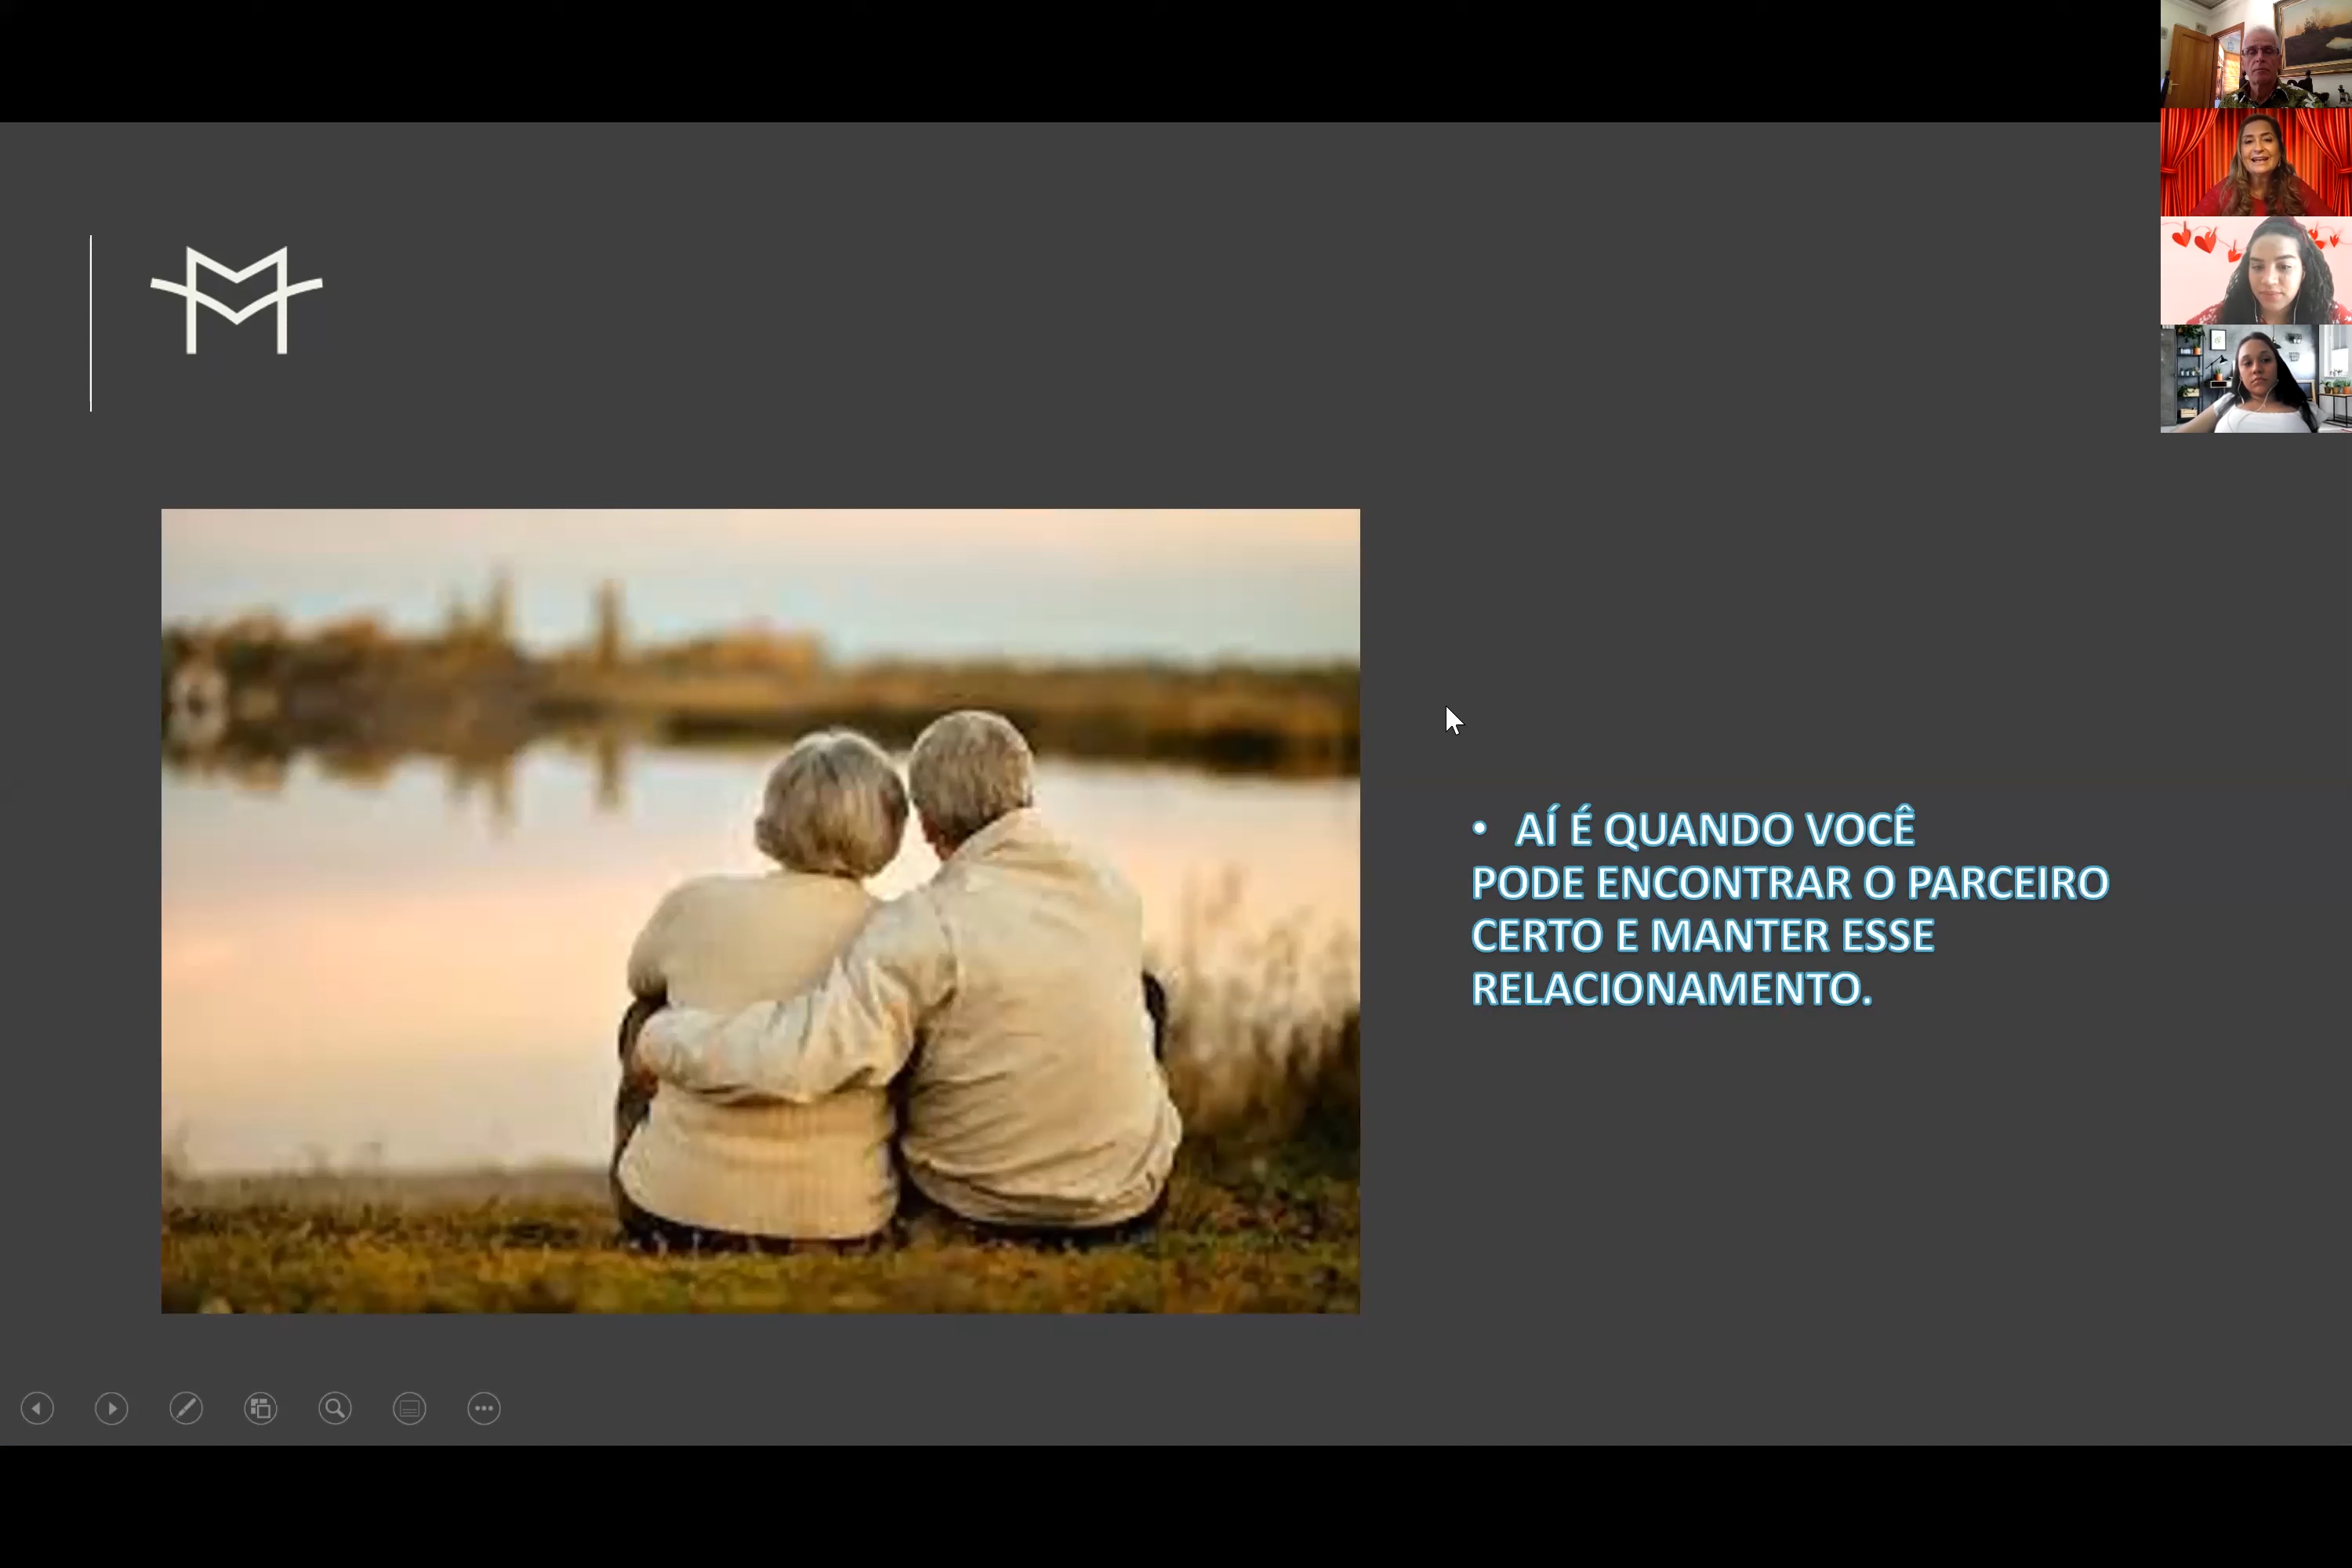 • AÍ É QUANDO VOCÊ
PODE ENCONTRAR O PARCEIRO
CERTO E MANTER ESSE
RELACIONAMENTO.